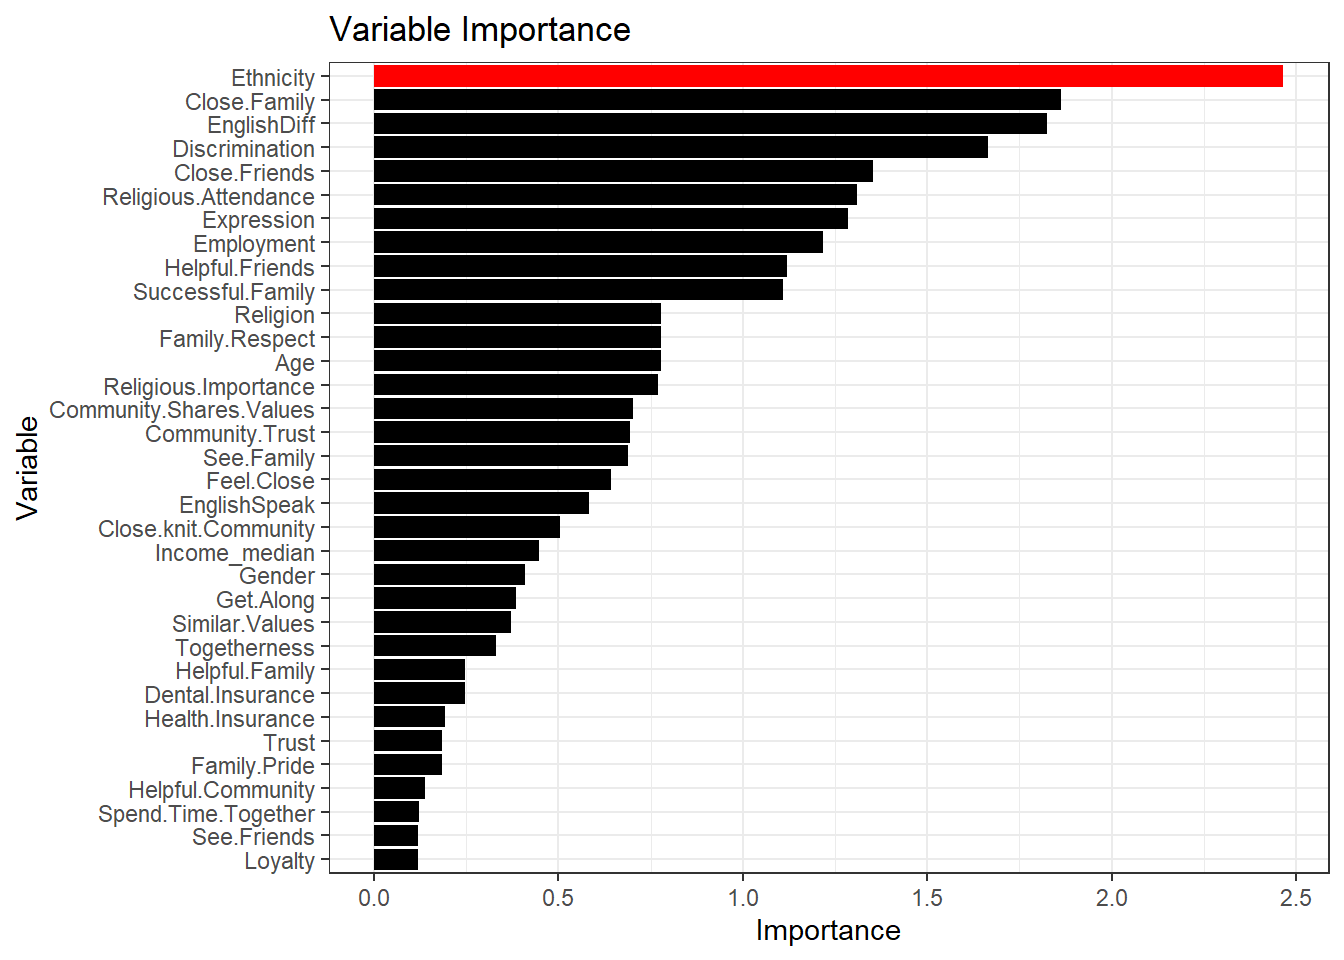 Variable Importance
Ethnicity
Close.Family
EnglishDiff
Discrimination
Close.Friends
Religious.Attendance
Expression
Employment
Helpful.Friends
Successful.Family
Religion
Family.Respect
Age
Religious.Importance
Community.Shares.Values
Community.Trust
See.Family
Feel.Close
EnglishSpeak
Close.knit.Community
Income_median
Gender
Get.Along
Similar.Values
Togetherness
Helpful.Family
Dental.Insurance
Health.Insurance
Trust
Family.Pride
Helpful.Community
Spend.Time.Together
See.Friends
Loyalty
Variable
0.0 0.5 1.0 1.5 2.0 2.5
Importance